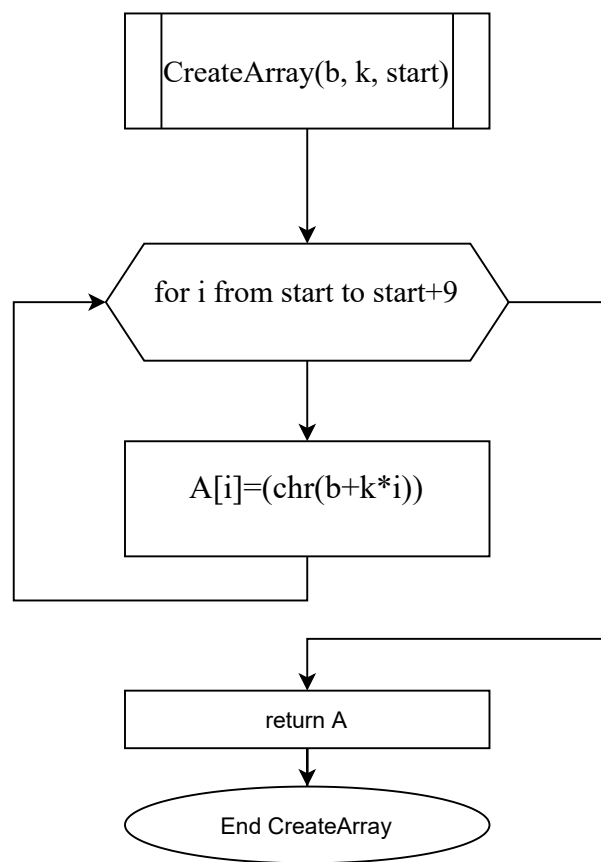 CreateArray(b, k, start)
for i from start to start+9
A[i]=(chr(b+k*i))
return A
End CreateArray